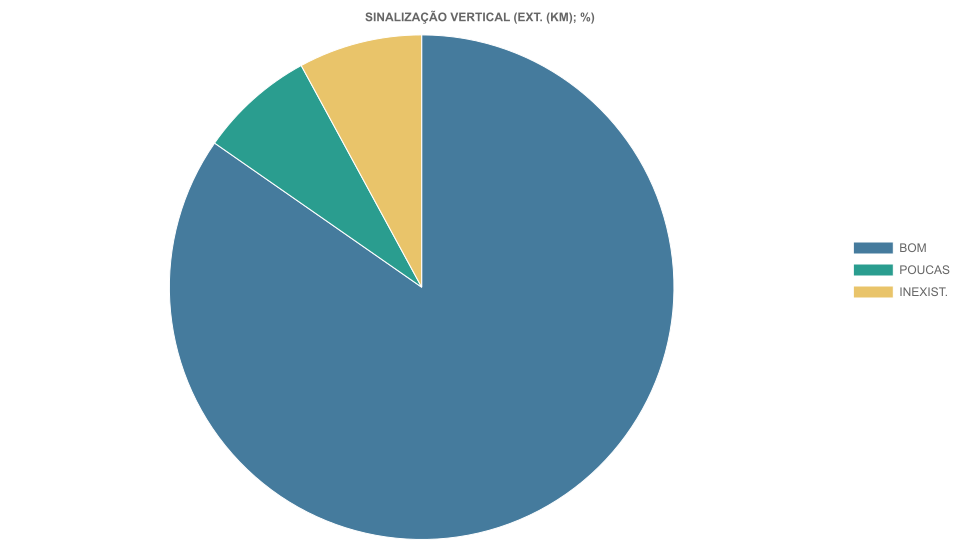 SINALIZAÇÃO VERTICAL (EXT. (KM); %)
BOM
POUCAS
INEXIST.